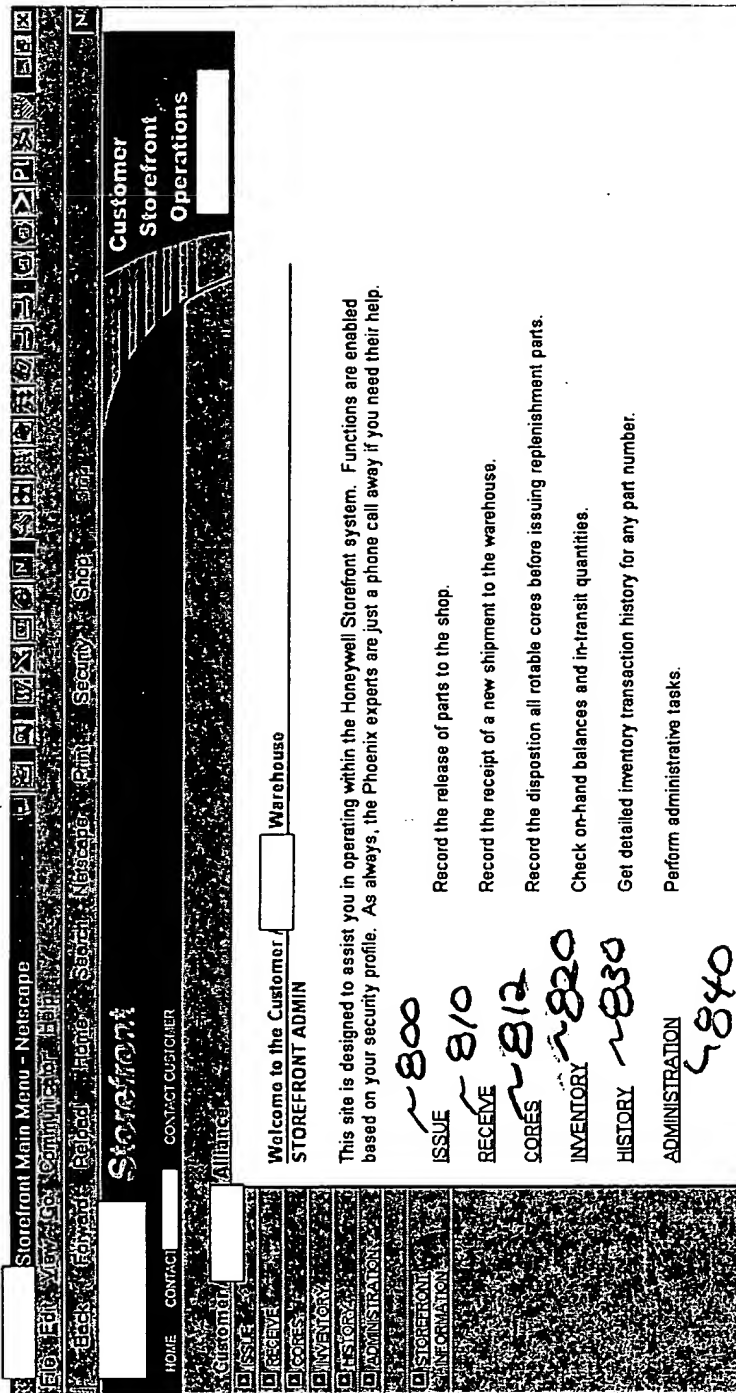 Storefront Main Menu - Netscape
File Edit View Go Communicator Help
Back Forward Reload Home Search Netscape Print Security Shop Stop
Storefront
Customer
Storefront
Operations
HOME CONTACT CONTACT CUSTOMER
Customer/ Alliance
ISSUE
RECEIVE
CORES
INVENTORY
HISTORY
ADMINISTRATION
STOREFRONT
INFORMATION
Welcome to the Customer / Warehouse
STOREFRONT ADMIN
This site is designed to assist you in operating within the Honeywell Storefront system. Functions are enabled
based on your security profile. As always, the Phoenix experts are just a phone call away if you need their help.
~800
ISSUE Record the release of parts to the shop.
~810
RECEIVE Record the receipt of a new shipment to the warehouse.
~812
CORES Record the dispostion all rotable cores before issuing replenishment parts.
INVENTORY ~820 Check on-hand balances and in-transit quantities.
HISTORY ~830 Get detailed inventory transaction history for any part number.
ADMINISTRATION Perform administrative tasks.
840